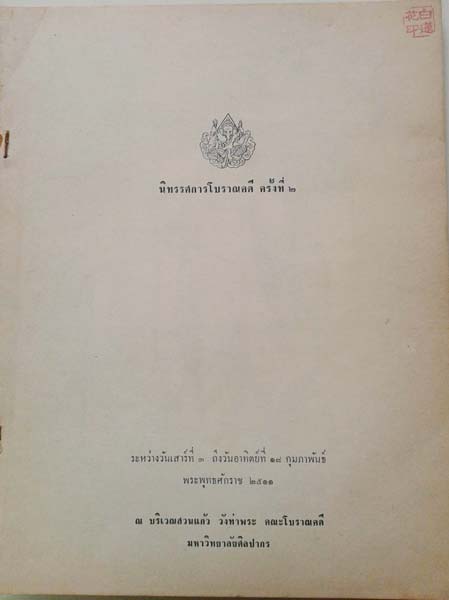 นิทรรศการโบราณคดี ครั้งที่ ๒
ระหว่างวันเสาร์ที่ ๓ ถึงวันอาทิตย์ที่ ๑๘ กุมภาพันธ์
พระพุทธศักราช ๒๕๑๑
ณ บริเวณสวนแก้ว วังท่าพระ คณะโบราณคดี
มหาวิทยาลัยศิลปากร